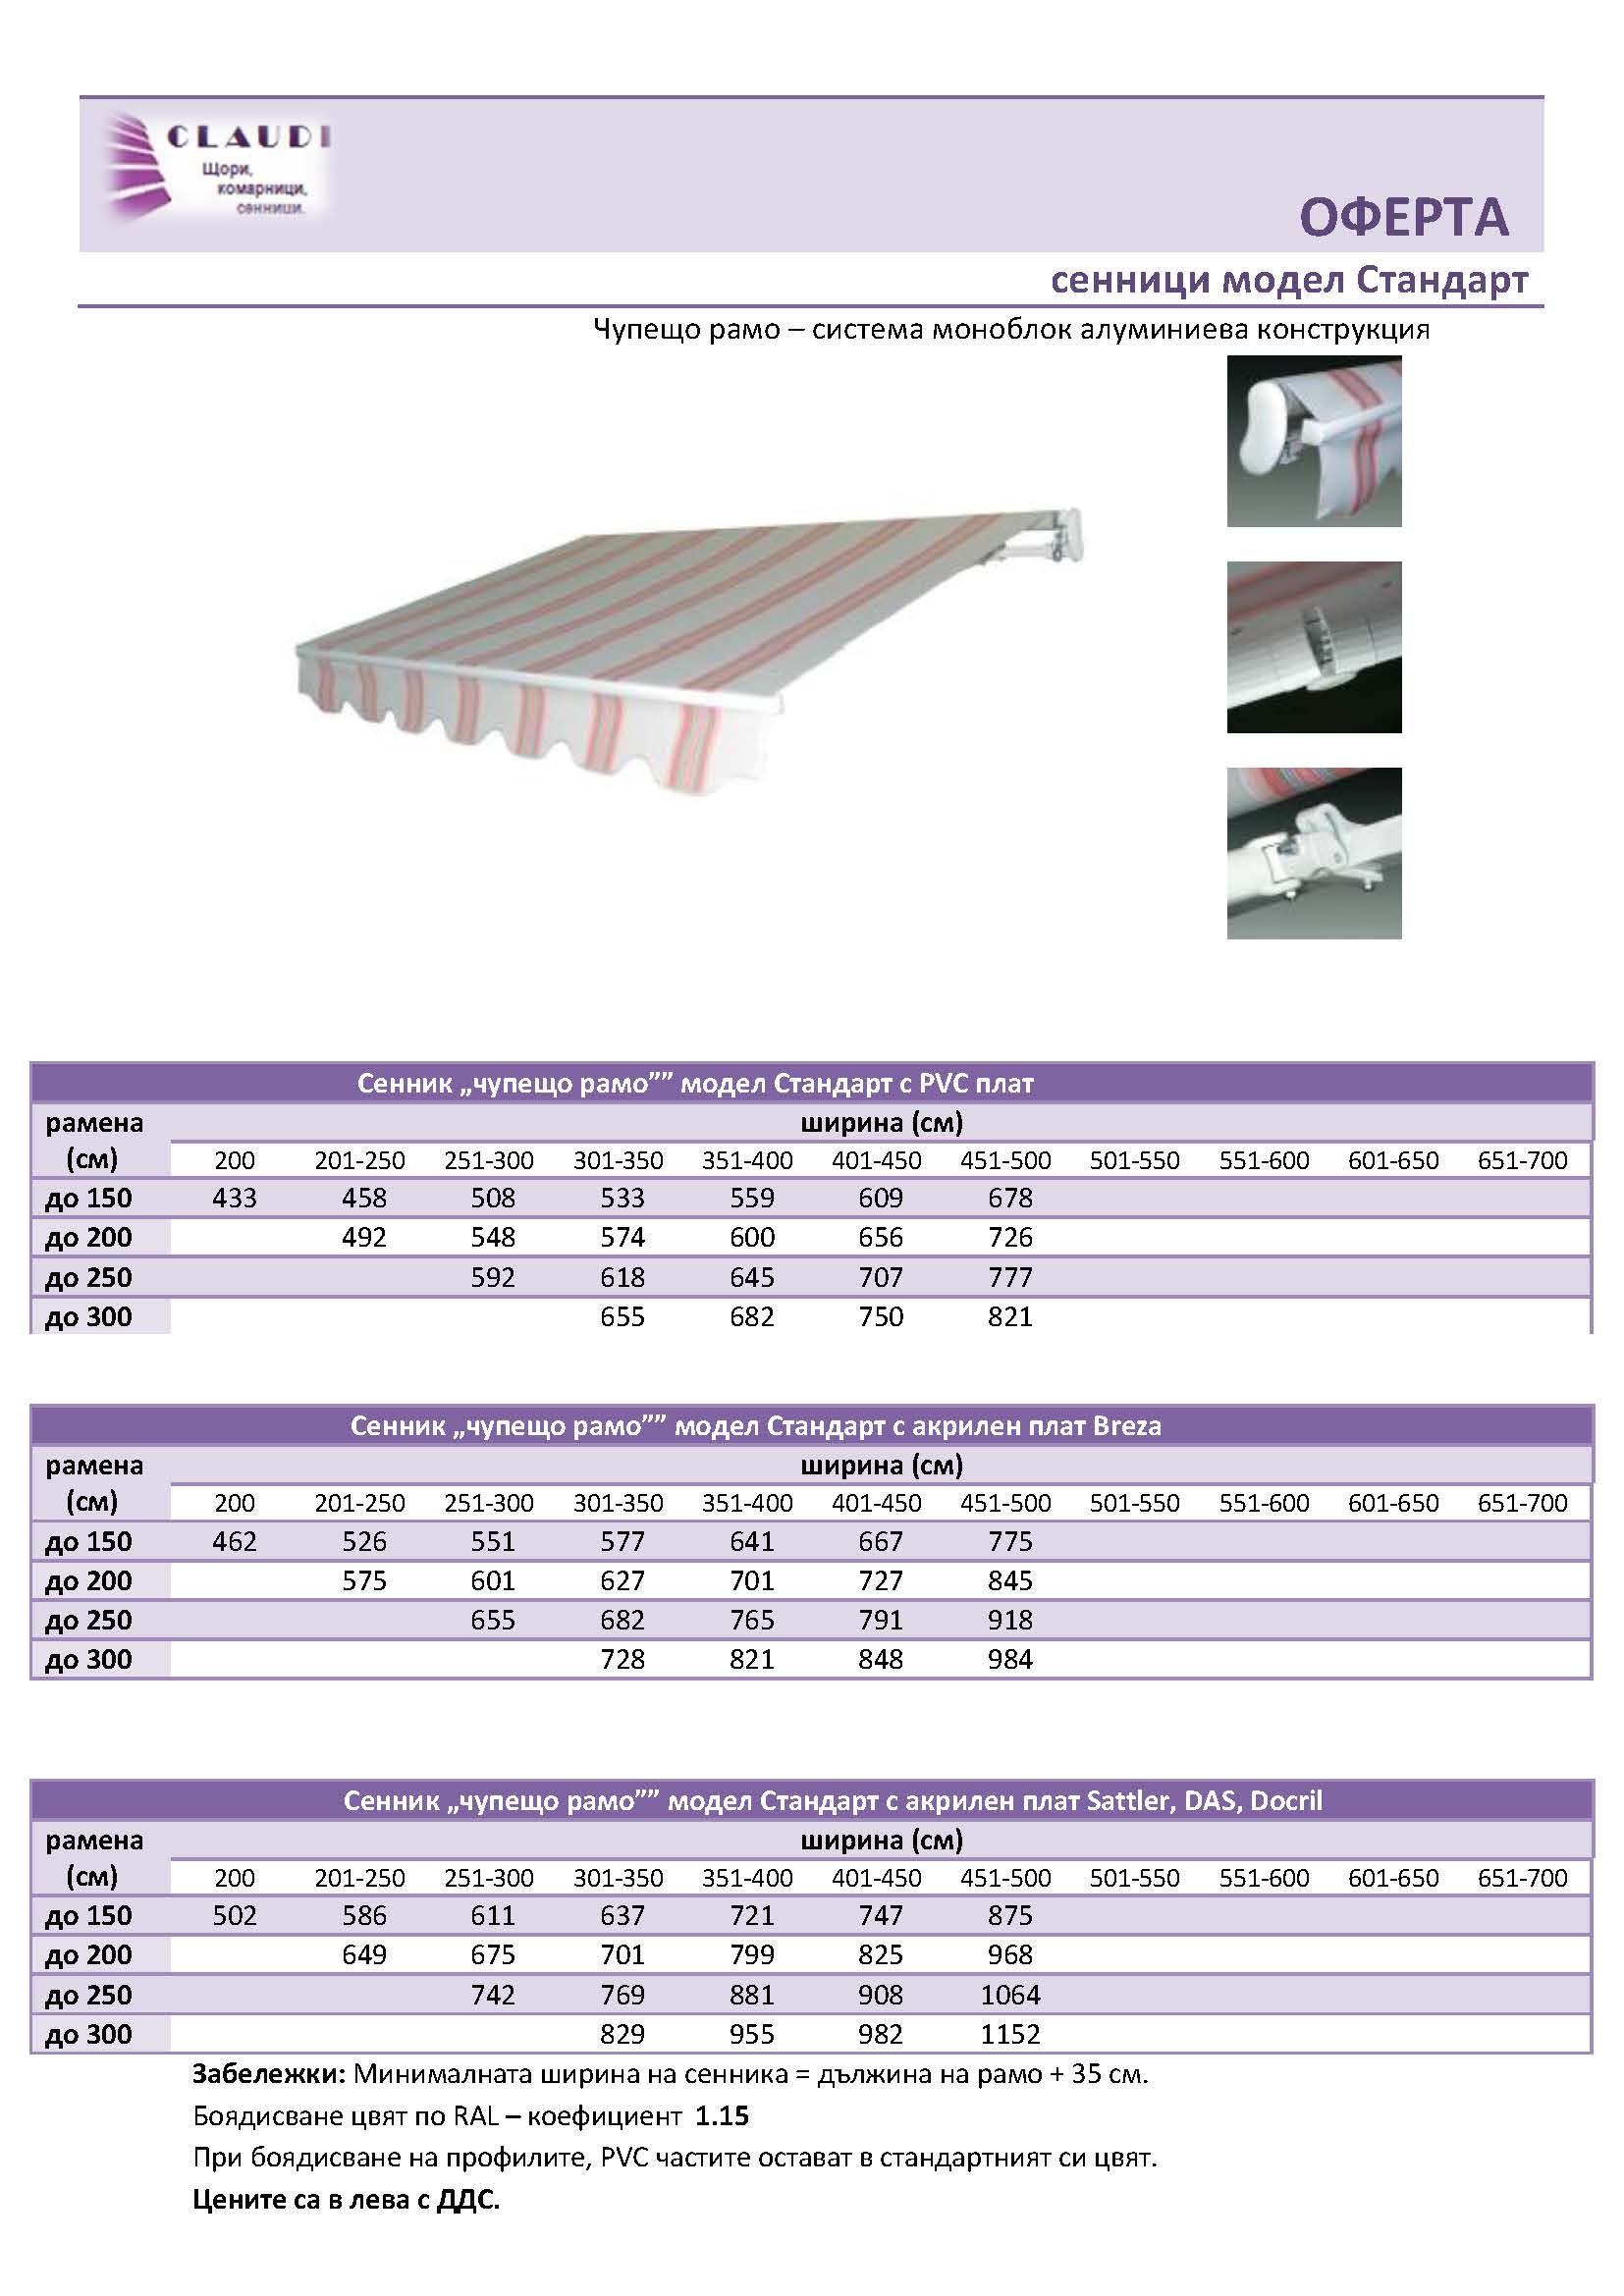 CLAUDI
Щори,
комарници,
сенници.
ОФЕРТА
сенници модел Стандарт
Чупещо рамо – система моноблок алуминиева конструкция
Сенник „чупещо рамо”” модел Стандарт с PVC плат
рамена ширина (см)
(см) 200 201-250 251-300 301-350 351-400 401-450 451-500 501-550 551-600 601-650 651-700
до 150 433 458 508 533 559 609 678
до 200 492 548 574 600 656 726
до 250 592 618 645 707 777
до 300 655 682 750 821
Сенник „чупещо рамо”” модел Стандарт с акрилен плат Breza
рамена ширина (см)
(см) 200 201-250 251-300 301-350 351-400 401-450 451-500 501-550 551-600 601-650 651-700
до 150 462 526 551 577 641 667 775
до 200 575 601 627 701 727 845
до 250 655 682 765 791 918
до 300 728 821 848 984
Сенник „чупещо рамо”” модел Стандарт с акрилен плат Sattler, DAS, Docril
рамена ширина (см)
(см) 200 201-250 251-300 301-350 351-400 401-450 451-500 501-550 551-600 601-650 651-700
до 150 502 586 611 637 721 747 875
до 200 649 675 701 799 825 968
до 250 742 769 881 908 1064
до 300 829 955 982 1152
Забележки: Минималната ширина на сенника = дължина на рамо + 35 см.
Боядисване цвят по RAL – коефициент 1.15
При боядисване на профилите, PVC частите остават в стандартният си цвят.
Цените са в лева с ДДС.